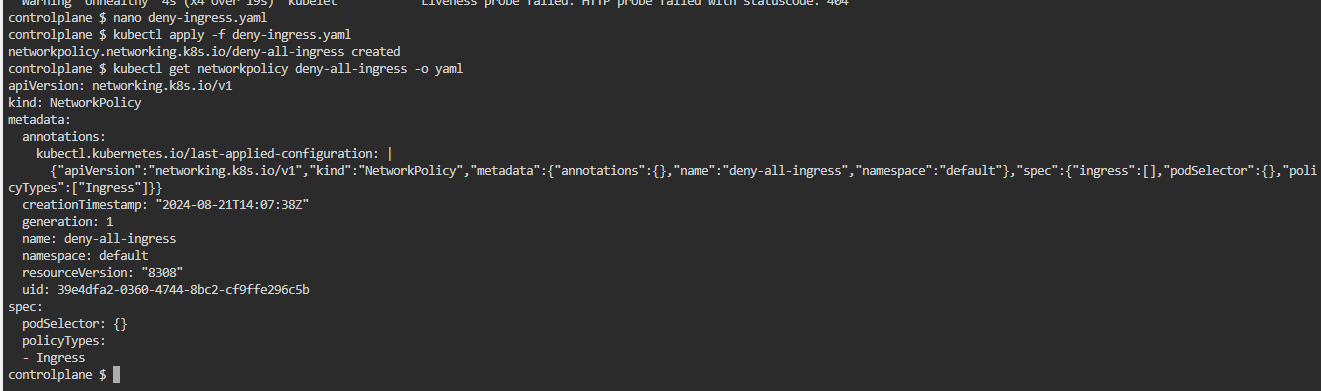 Warning  Unhealthy  4s (x4 over 19s)  kubelet            Liveness probe failed: HTTP probe failed with statuscode: 404
controlplane $ nano deny-ingress.yaml
controlplane $ kubectl apply -f deny-ingress.yaml
networkpolicy.networking.k8s.io/deny-all-ingress created
controlplane $ kubectl get networkpolicy deny-all-ingress -o yaml
apiVersion: networking.k8s.io/v1
kind: NetworkPolicy
metadata:
  annotations:
    kubectl.kubernetes.io/last-applied-configuration: |
      {"apiVersion":"networking.k8s.io/v1","kind":"NetworkPolicy","metadata":{"annotations":{},"name":"deny-all-ingress","namespace":"default"},"spec":{"ingress":[],"podSelector":{},"poli
cyTypes":["Ingress"]}}
  creationTimestamp: "2024-08-21T14:07:38Z"
  generation: 1
  name: deny-all-ingress
  namespace: default
  resourceVersion: "8308"
  uid: 39e4dfa2-0360-4744-8bc2-cf9ffe296c5b
spec:
  podSelector: {}
  policyTypes:
  - Ingress
controlplane $